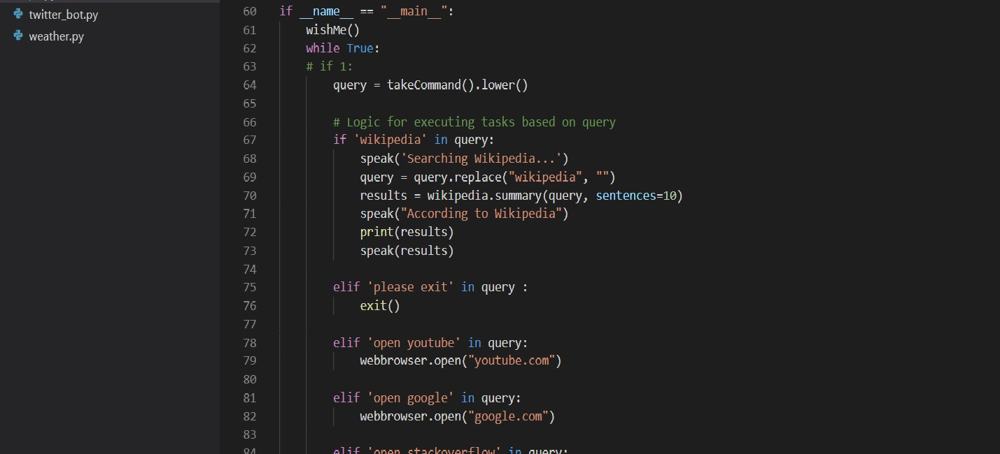 twitter_bot.py
weather.py
60 if __name__ == "__main__":
61     wishMe()
62     while True:
63     # if 1:
64         query = takeCommand().lower()
65
66         # Logic for executing tasks based on query
67         if 'wikipedia' in query:
68             speak('Searching Wikipedia...')
69             query = query.replace("wikipedia", "")
70             results = wikipedia.summary(query, sentences=10)
71             speak("According to Wikipedia")
72             print(results)
73             speak(results)
74
75         elif 'please exit' in query :
76             exit()
77
78         elif 'open youtube' in query:
79             webbrowser.open("youtube.com")
80
81         elif 'open google' in query:
82             webbrowser.open("google.com")
83
84         elif 'open stackoverflow' in query: